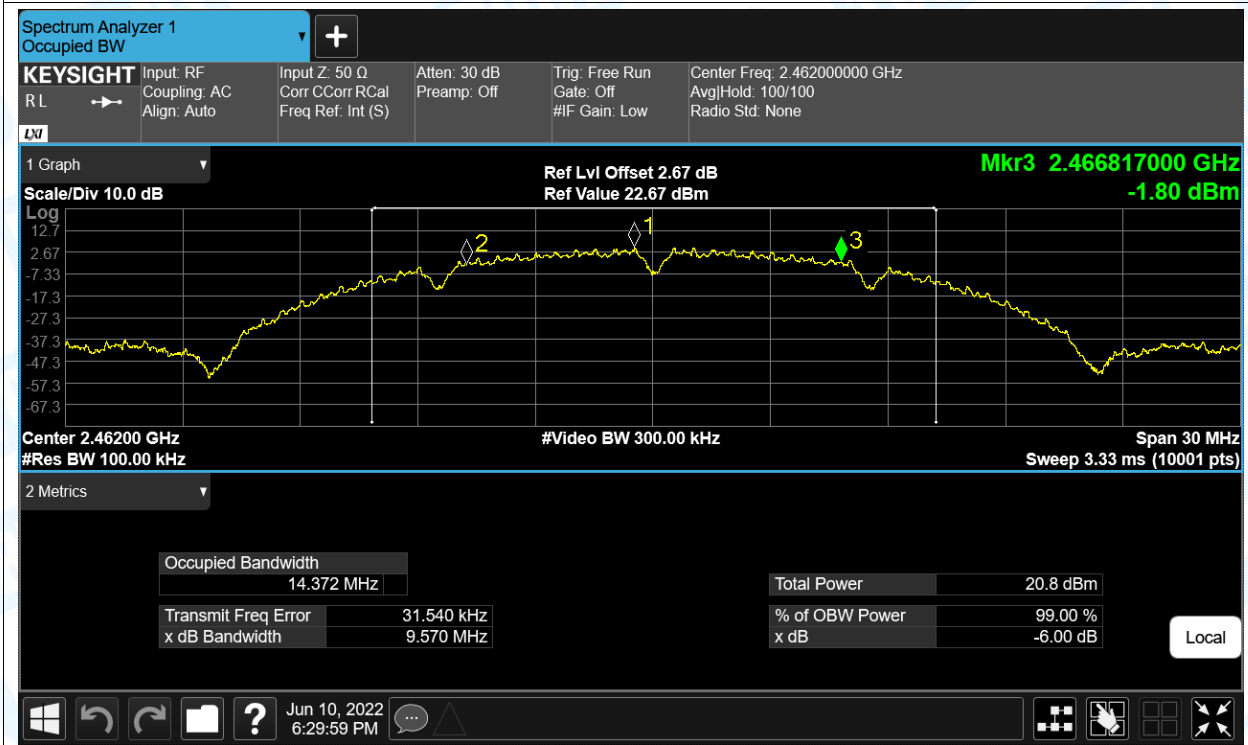 Spectrum Analyzer 1
Occupied BW
▼
+
KEYSIGHT
R L
LXI
Input: RF
Coupling: AC
Align: Auto
Input Z: 50 Ω
Corr CCorr RCal
Freq Ref: Int (S)
Atten: 30 dB
Preamp: Off
Trig: Free Run
Gate: Off
#IF Gain: Low
Center Freq: 2.462000000 GHz
Avg|Hold: 100/100
Radio Std: None
1 Graph ▼
Scale/Div 10.0 dB
Ref Lvl Offset 2.67 dB
Ref Value 22.67 dBm
Mkr3 2.466817000 GHz
-1.80 dBm
Log
12.7
2.67
-7.33
-17.3
-27.3
-37.3
-47.3
-57.3
-67.3
2
1
3
Center 2.46200 GHz
#Res BW 100.00 kHz
#Video BW 300.00 kHz
Span 30 MHz
Sweep 3.33 ms (10001 pts)
2 Metrics ▼
Occupied Bandwidth
14.372 MHz
Transmit Freq Error 31.540 kHz
x dB Bandwidth 9.570 MHz
Total Power 20.8 dBm
% of OBW Power 99.00 %
x dB -6.00 dB
Local
?
Jun 10, 2022
6:29:59 PM